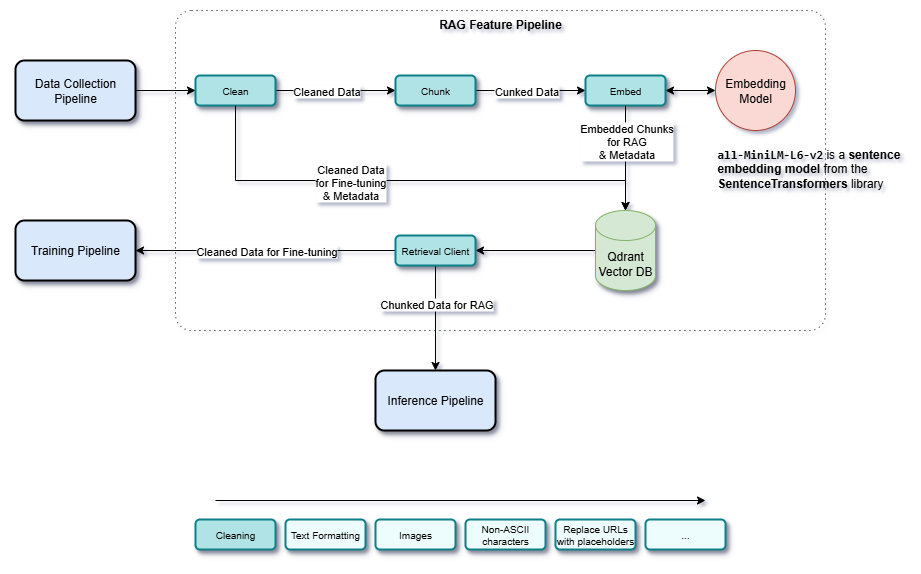 RAG Feature Pipeline
Data Collection
Pipeline
Clean
Cleaned Data
Chunk
Cunked Data
Embed
Embedding
Model
Embedded Chunks
for RAG
& Metadata
all-MiniLM-L6-v2 is a sentence
embedding model from the
SentenceTransformers library
Cleaned Data
for Fine-tuning
& Metadata
Training Pipeline
Cleaned Data for Fine-tuning
Retrieval Client
Qdrant
Vector DB
Chunked Data for RAG
Inference Pipeline
Cleaning
Text Formatting
Images
Non-ASCII
characters
Replace URLs
with placeholders
...